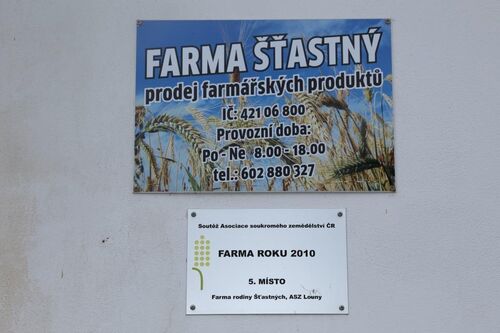 FARMA ŠŤASTNÝ
prodej farmářských produktů
IČ: 421 06 800
Provozní doba:
Po - Ne 8.00 - 18.00
tel.: 602 880 327
Soutěž Asociace soukromého zemědělství ČR
FARMA ROKU 2010
5. MÍSTO
Farma rodiny Šťastných, ASZ Louny